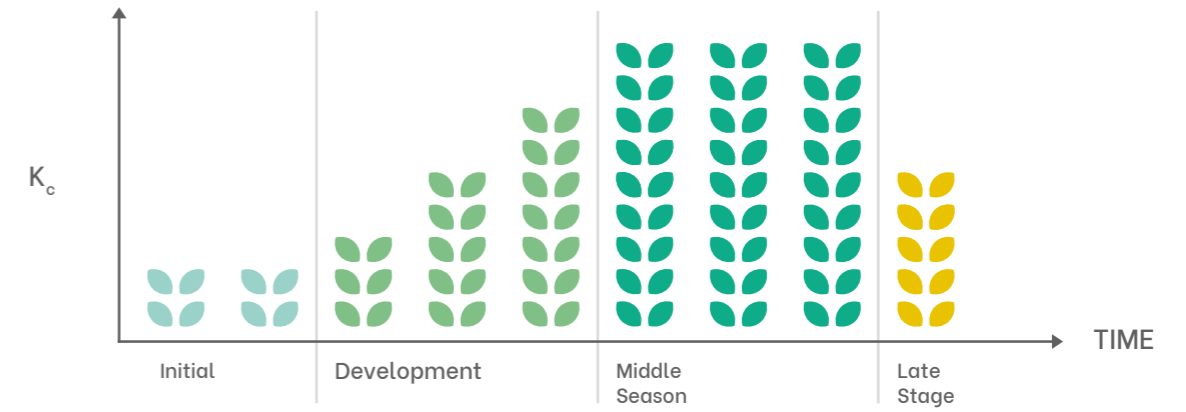 Kc
TIME
Initial
Development
Middle
Season
Late
Stage